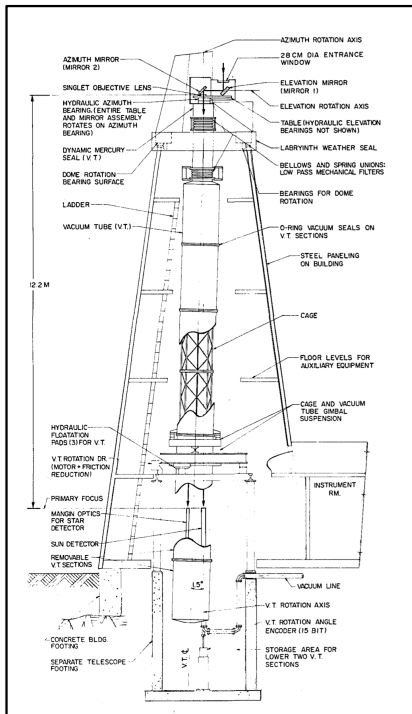 AZIMUTH ROTATION AXIS
28 CM DIA ENTRANCE
WINDOW
AZIMUTH MIRROR
(MIRROR 2)
ELEVATION MIRROR
(MIRROR 1)
SINGLET OBJECTIVE LENS
ELEVATION ROTATION AXIS
HYDRAULIC AZIMUTH
BEARING (ENTIRE TABLE
AND MIRROR ASSEMBLY
ROTATES ON AZIMUTH
BEARING)
TABLE (HYDRAULIC ELEVATION
BEARINGS NOT SHOWN)
LABRYINTH WEATHER SEAL
DYNAMIC MERCURY
SEAL (V.T.)
BELLOWS AND SPRING UNIONS:
LOW PASS MECHANICAL FILTERS
DOME ROTATION
BEARING SURFACE
BEARINGS FOR DOME
ROTATION
LADDER
VACUUM TUBE (V.T.)
O-RING VACUUM SEALS ON
V.T. SECTIONS
STEEL PANELING
ON BUILDING
12.2 M
CAGE
FLOOR LEVELS FOR
AUXILIARY EQUIPMENT
CAGE AND VACUUM
TUBE GIMBAL
SUSPENSION
HYDRAULIC
FLOATATION
PADS (3) FOR V.T.
V.T. ROTATION DR.
(MOTOR + FRICTION
REDUCTION)
INSTRUMENT
RM.
PRIMARY FOCUS
MANGIN OPTICS
FOR STAR
DETECTOR
SUN DETECTOR
REMOVABLE
V.T. SECTIONS
1.5°
VACUUM LINE
V.T. ROTATION AXIS
V.T. ROTATION ANGLE
ENCODER (15 BIT)
CONCRETE BLDG.
FOOTING
SEPARATE TELESCOPE
FOOTING
V.T. ℄
STORAGE AREA FOR
LOWER TWO V.T.
SECTIONS